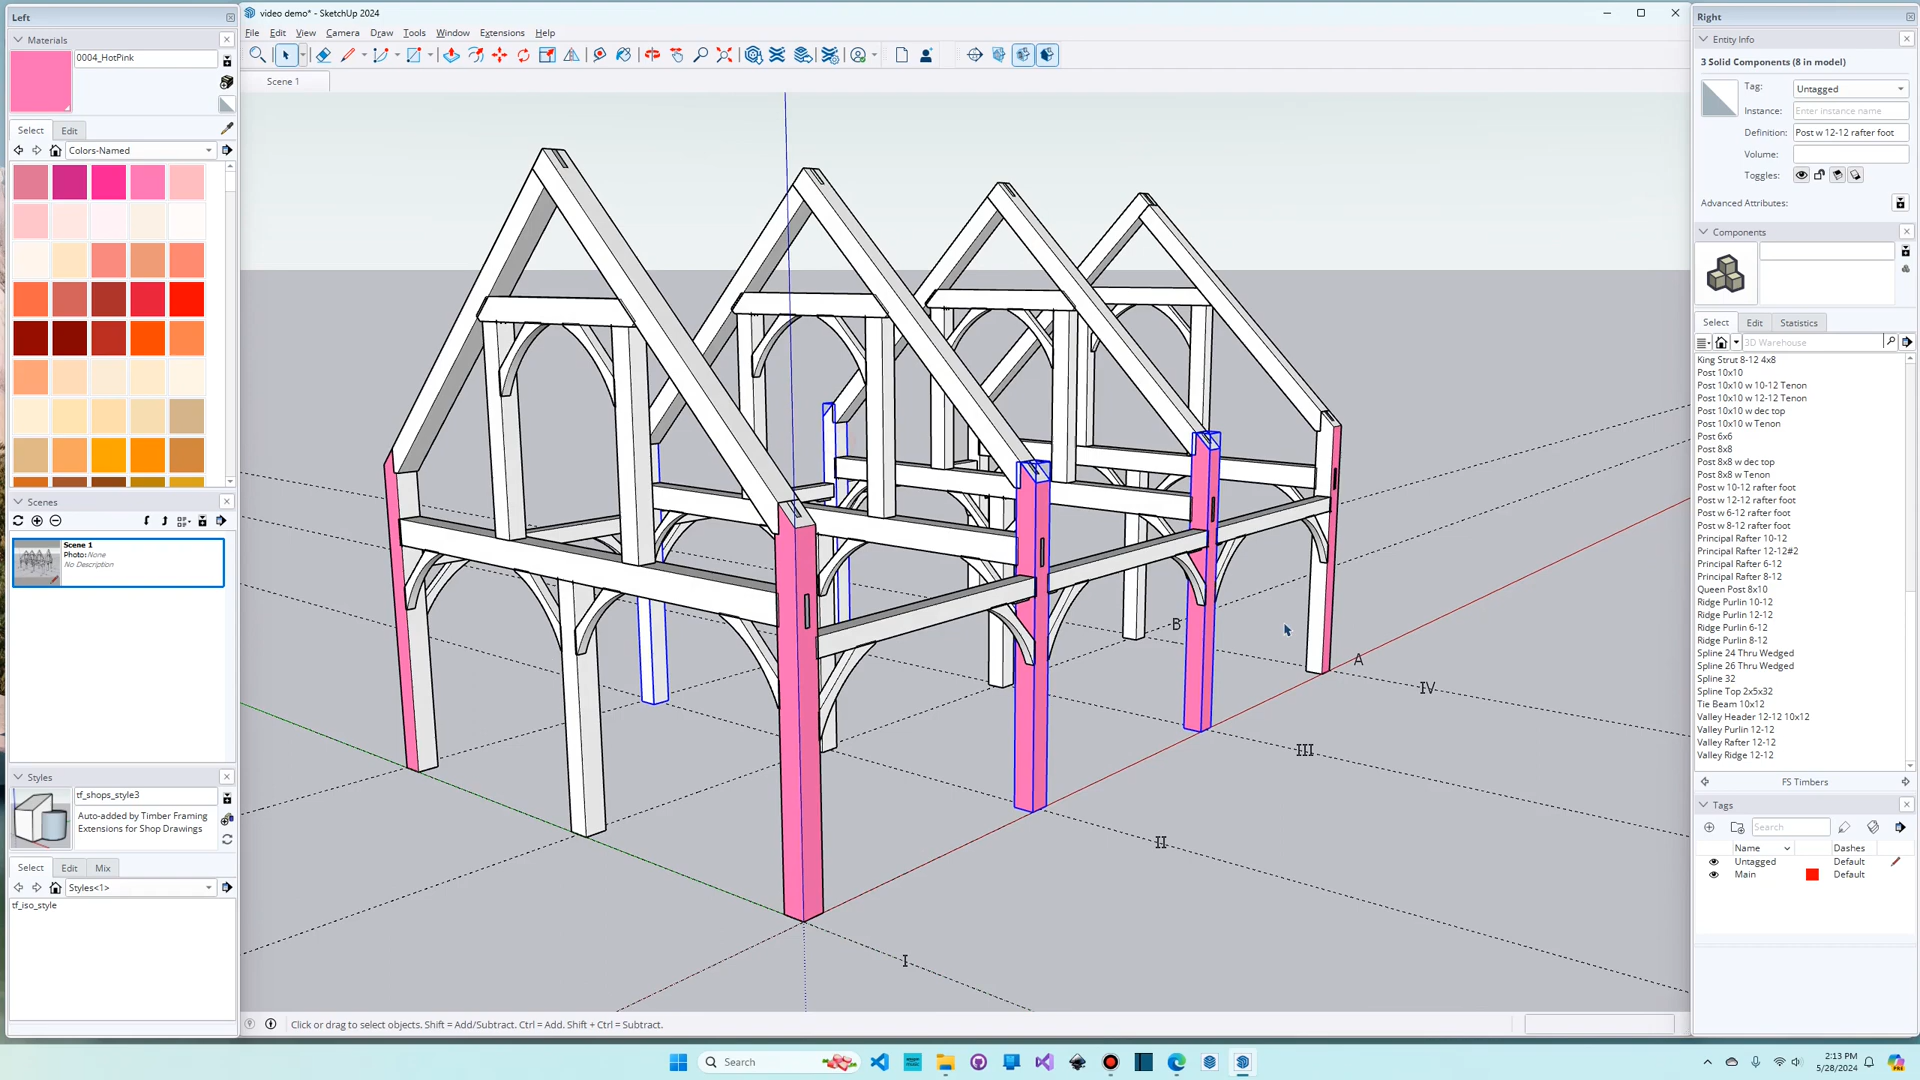 Left
Materials
0004_HotPink
Select
Edit
Colors-Named
Scenes
Scene 1
Photo: None
No Description
Styles
tf_shops_style3
Auto-added by Timber Framing
Extensions for Shop Drawings
Select
Edit
Mix
Styles<1>
tf_iso_style
video demo* - SketchUp 2024
File
Edit
View
Camera
Draw
Tools
Window
Extensions
Help
Scene 1
B
A
IV
III
II
I
Click or drag to select objects. Shift = Add/Subtract. Ctrl = Add. Shift + Ctrl = Subtract.
Right
Entity Info
3 Solid Components (8 in model)
Tag:
Untagged
Instance:
Enter instance name
Definition:
Post w 12-12 rafter foot
Volume:
Toggles:
Advanced Attributes:
Components
Select
Edit
Statistics
3D Warehouse
King Strut 8-12 4x8
Post 10x10
Post 10x10 w 10-12 Tenon
Post 10x10 w 12-12 Tenon
Post 10x10 w dec top
Post 10x10 w Tenon
Post 6x6
Post 8x8
Post 8x8 w dec top
Post 8x8 w Tenon
Post w 10-12 rafter foot
Post w 12-12 rafter foot
Post w 6-12 rafter foot
Post w 8-12 rafter foot
Principal Rafter 10-12
Principal Rafter 12-12#2
Principal Rafter 6-12
Principal Rafter 8-12
Queen Post 8x10
Ridge Purlin 10-12
Ridge Purlin 12-12
Ridge Purlin 6-12
Ridge Purlin 8-12
Spline 24 Thru Wedged
Spline 26 Thru Wedged
Spline 32
Spline Top 2x5x32
Tie Beam 10x12
Valley Header 12-12 10x12
Valley Purlin 12-12
Valley Rafter 12-12
Valley Ridge 12-12
FS Timbers
Tags
Search
Name
Dashes
Untagged
Default
Main
Default
Search
2:13 PM
5/28/2024